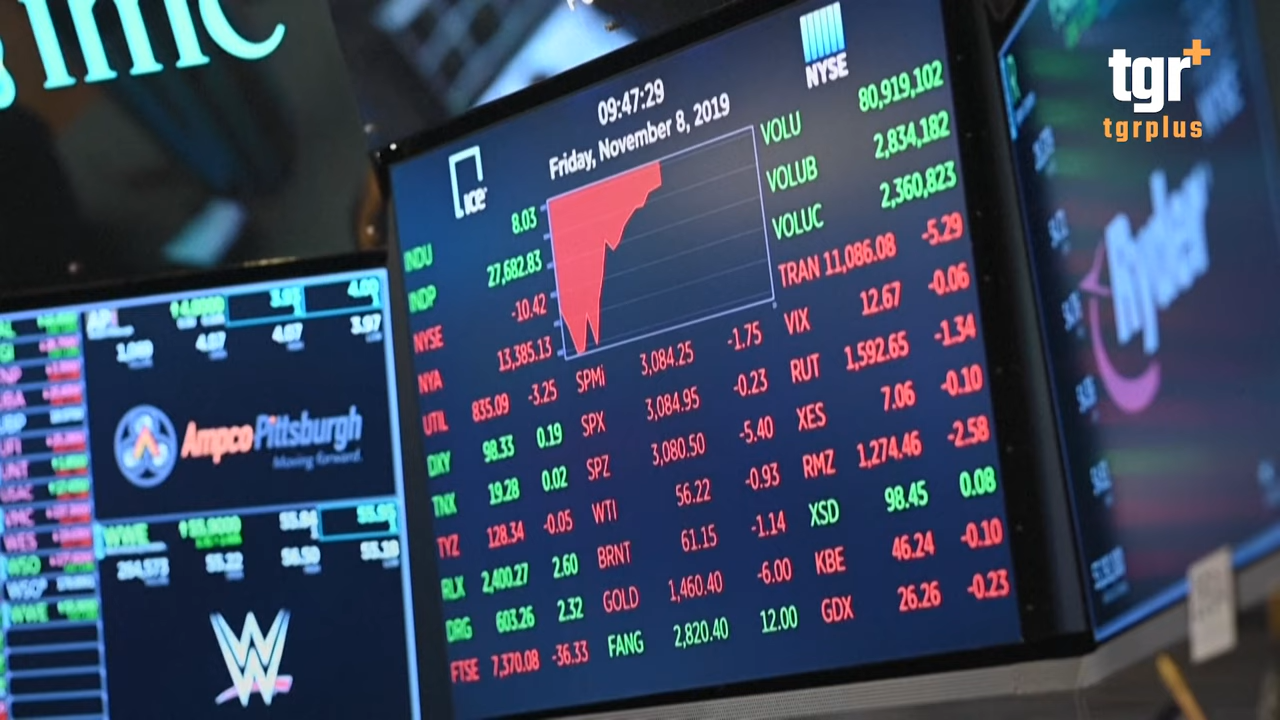 imc
tgr+
tgrplus
NYSE
ICE
09:47:29
Friday, November 8, 2019
VOLU 80,919,102
VOLUB 2,834,182
VOLUC 2,360,823
INDU 8.03
INDP 27,682.83
NYSE -10.42
NYA 13,385.13
UTIL 835.09 -3.25
DXY 98.33 0.19
TNX 19.28 0.02
TYZ 128.34 -0.05
RLX 2,400.27 2.60
DRG 603.26 2.32
FTSE 7,370.08 -36.33
SPMi 3,084.25 -1.75
SPX 3,084.95 -0.23
SPZ 3,080.50 -5.40
WTI 56.22 -0.93
BRNT 61.15 -1.14
GOLD 1,460.40 -6.00
FANG 2,820.40 12.00
TRAN 11,086.08 -5.29
VIX 12.67 -0.06
RUT 1,592.65 -1.34
XES 7.06 -0.10
RMZ 1,274.46 -2.58
XSD 98.45 0.08
KBE 46.24 -0.10
GDX 26.26 -0.23
Ampco Pittsburgh
Moving forward.
WWE
W
Ryder